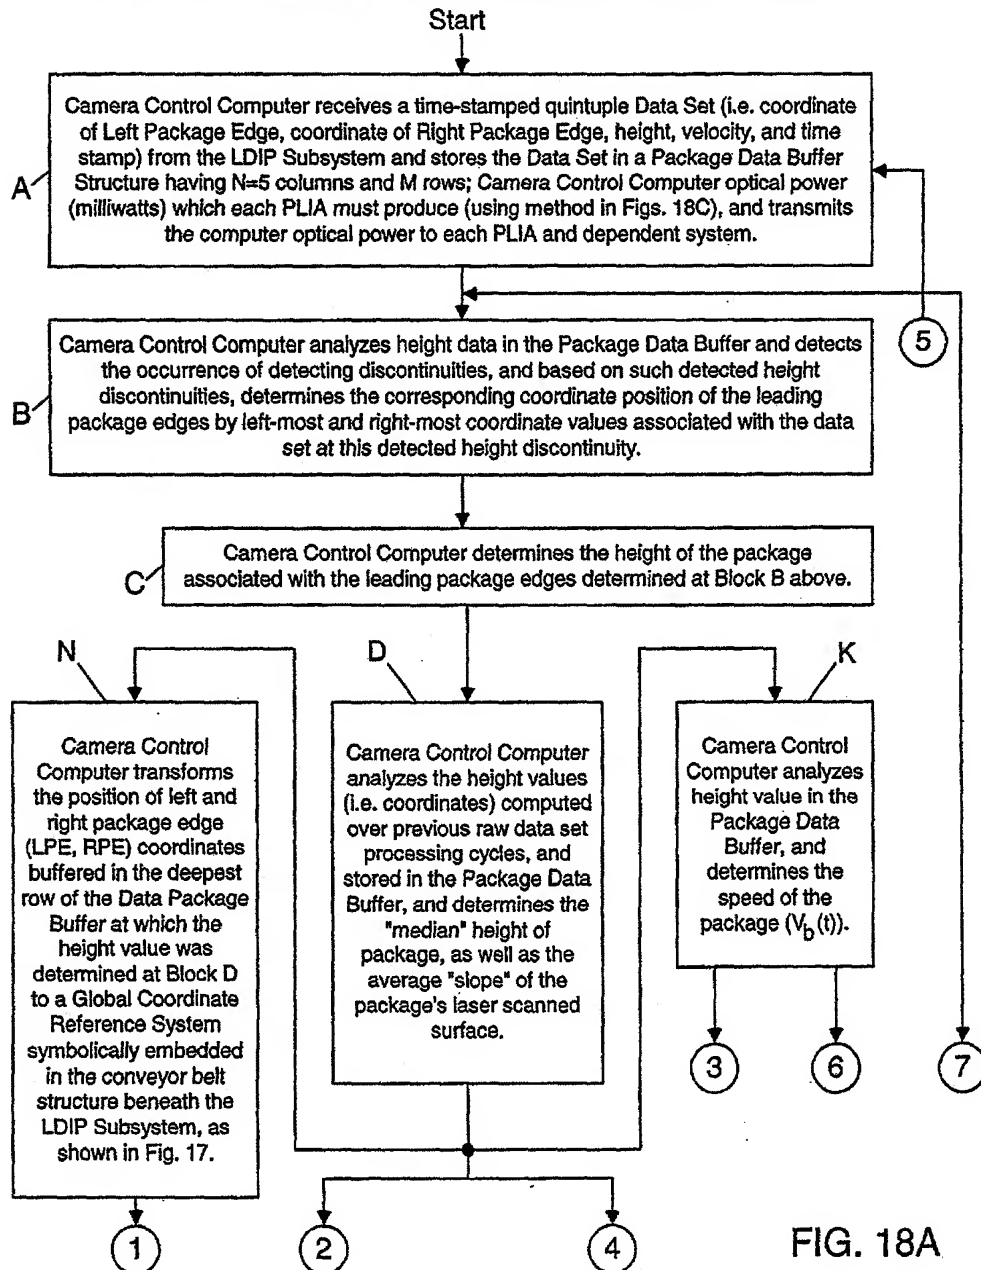 Start
A
Camera Control Computer receives a time-stamped quintuple Data Set (i.e. coordinate
of Left Package Edge, coordinate of Right Package Edge, height, velocity, and time
stamp) from the LDIP Subsystem and stores the Data Set in a Package Data Buffer
Structure having N=5 columns and M rows; Camera Control Computer optical power
(milliwatts) which each PLIA must produce (using method in Figs. 18C), and transmits
the computer optical power to each PLIA and dependent system.
5
B
Camera Control Computer analyzes height data in the Package Data Buffer and detects
the occurrence of detecting discontinuities, and based on such detected height
discontinuities, determines the corresponding coordinate position of the leading
package edges by left-most and right-most coordinate values associated with the data
set at this detected height discontinuity.
C
Camera Control Computer determines the height of the package
associated with the leading package edges determined at Block B above.
N
Camera Control
Computer transforms
the position of left and
right package edge
(LPE, RPE) coordinates
buffered in the deepest
row of the Data Package
Buffer at which the
height value was
determined at Block D
to a Global Coordinate
Reference System
symbolically embedded
in the conveyor belt
structure beneath the
LDIP Subsystem, as
shown in Fig. 17.
D
Camera Control Computer
analyzes the height values
(i.e. coordinates) computed
over previous raw data set
processing cycles, and
stored in the Package Data
Buffer, and determines the
"median" height of
package, as well as the
average "slope" of the
package's laser scanned
surface.
K
Camera Control
Computer analyzes
height value in the
Package Data
Buffer, and
determines the
speed of the
package (V_b(t)).
3
6
7
1
2
4
FIG. 18A